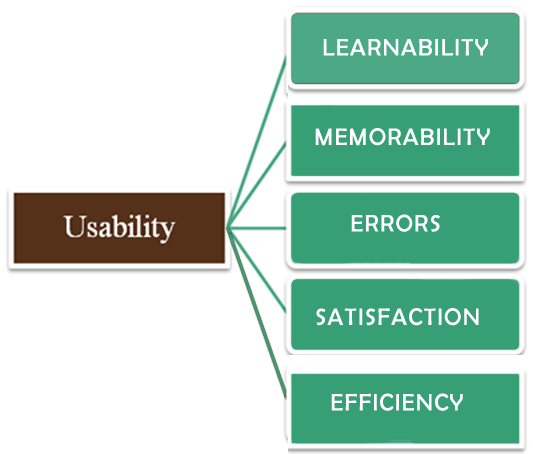 LEARNABILITY
MEMORABILITY
Usability
ERRORS
SATISFACTION
EFFICIENCY